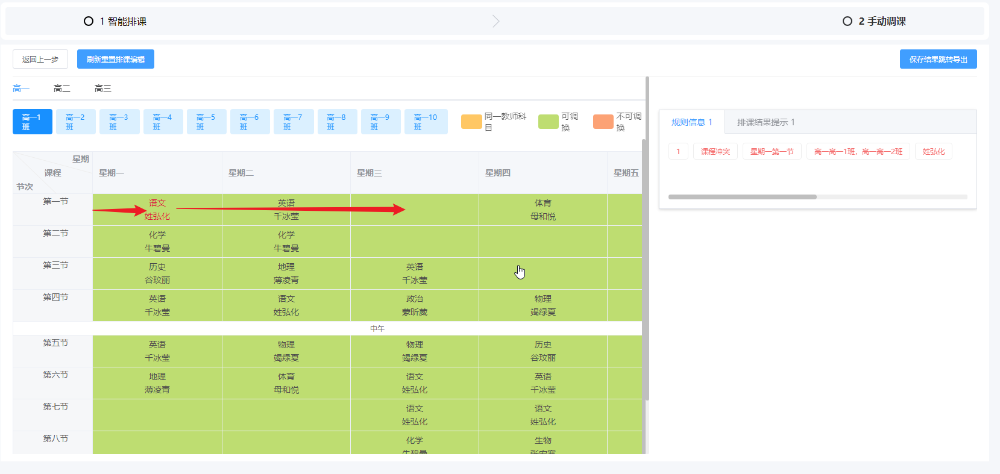 1 智能排课
2 手动调课
返回上一步
刷新重置排课编辑
保存结果跳转导出
高一
高二
高三
高一1
班
高一2
班
高一3
班
高一4
班
高一5
班
高一6
班
高一7
班
高一8
班
高一9
班
高一10
班
同一教师科
目
可调
换
不可调
换
规则信息 1
排课结果提示 1
1
课程冲突
星期一第一节
高一高一1班，高一高一2班
姓弘化
星期
课程
节次
星期一
星期二
星期三
星期四
星期五
第一节
语文
姓弘化
英语
千冰莹
体育
母和悦
第二节
化学
牛碧曼
化学
牛碧曼
第三节
历史
谷玟丽
地理
薄凌青
英语
千冰莹
第四节
英语
千冰莹
语文
姓弘化
政治
蒙昕葳
物理
竭绿夏
中午
第五节
英语
千冰莹
物理
竭绿夏
物理
竭绿夏
历史
谷玟丽
第六节
地理
薄凌青
体育
母和悦
语文
姓弘化
英语
千冰莹
第七节
语文
姓弘化
语文
姓弘化
第八节
化学
牛碧曼
生物